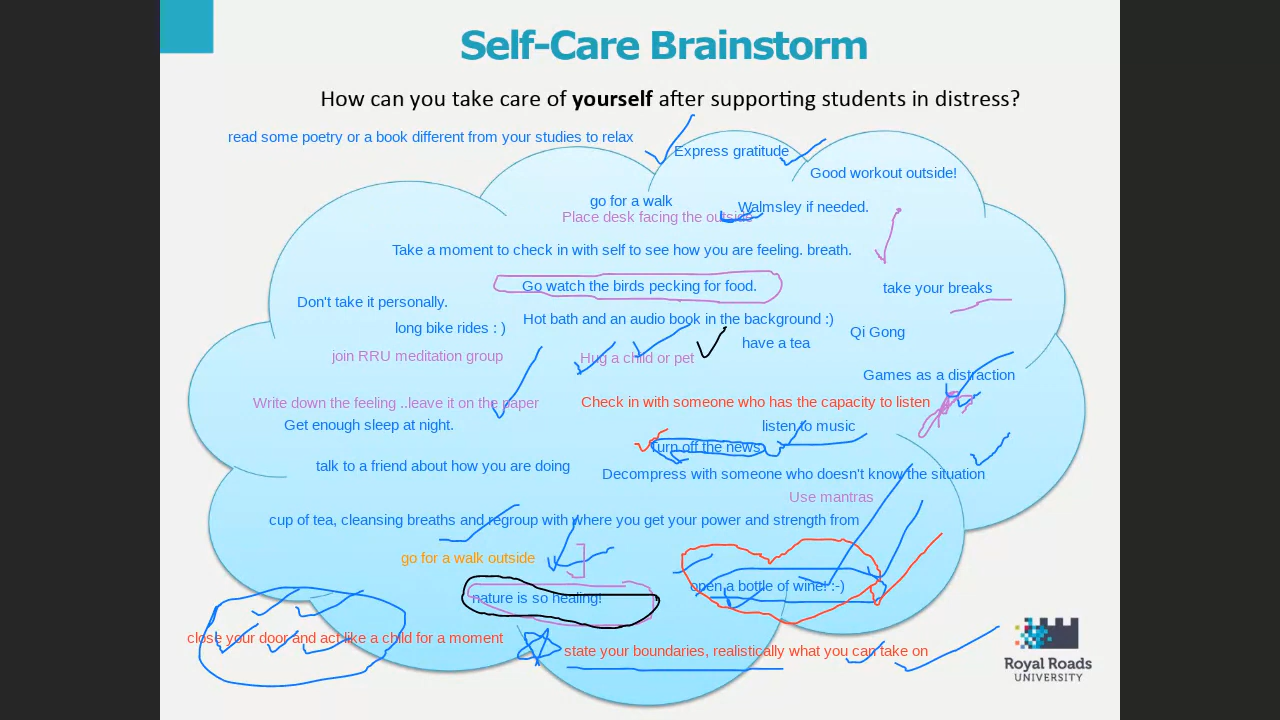 Self-Care Brainstorm
How can you take care of yourself after supporting students in distress?
read some poetry or a book different from your studies to relax
Express gratitude
Good workout outside!
go for a walk
Walmsley if needed.
Place desk facing the outside
Take a moment to check in with self to see how you are feeling. breath.
Go watch the birds pecking for food.
take your breaks
Don't take it personally.
Hot bath and an audio book in the background :)
long bike rides : )
Qi Gong
have a tea
join RRU meditation group
Hug a child or pet
Games as a distraction
Write down the feeling ..leave it on the paper
Check in with someone who has the capacity to listen
Get enough sleep at night.
listen to music
Turn off the news
talk to a friend about how you are doing
Decompress with someone who doesn't know the situation
Use mantras
cup of tea, cleansing breaths and regroup with where you get your power and strength from
go for a walk outside
open a bottle of wine! :-)
nature is so healing!
close your door and act like a child for a moment
state your boundaries, realistically what you can take on
Royal Roads
UNIVERSITY